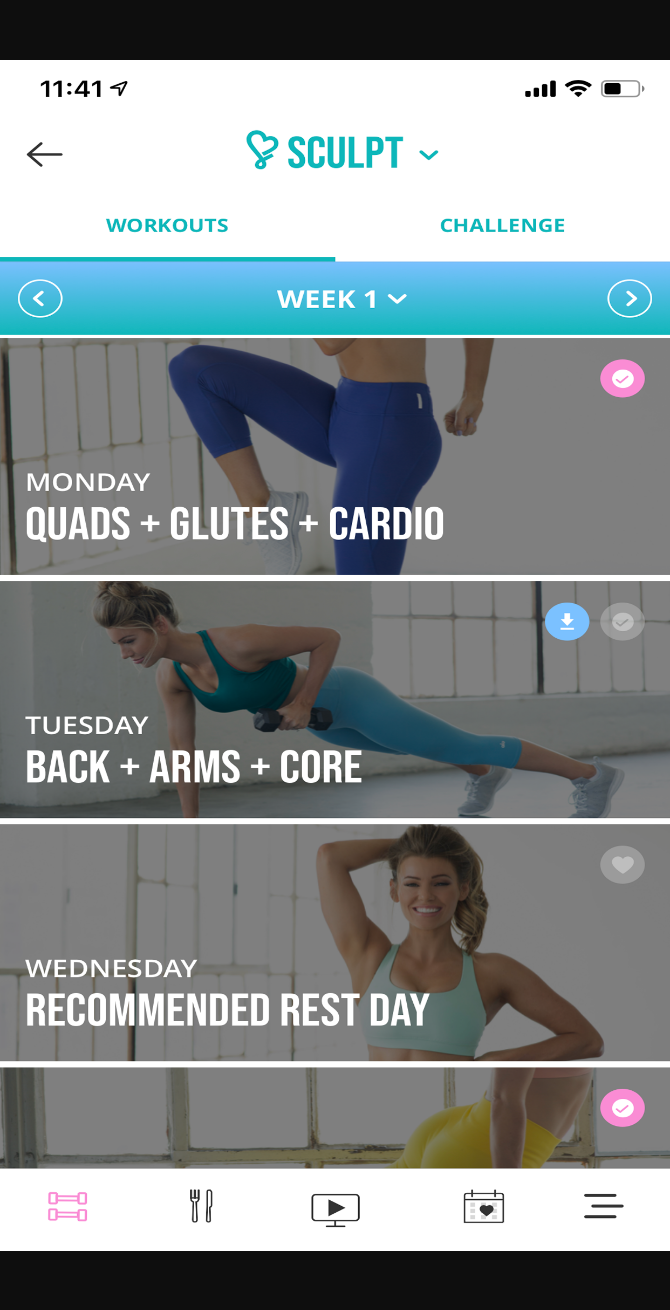 11:41
SCULPT
WORKOUTS CHALLENGE
WEEK 1
MONDAY
QUADS + GLUTES + CARDIO
TUESDAY
BACK + ARMS + CORE
WEDNESDAY
RECOMMENDED REST DAY